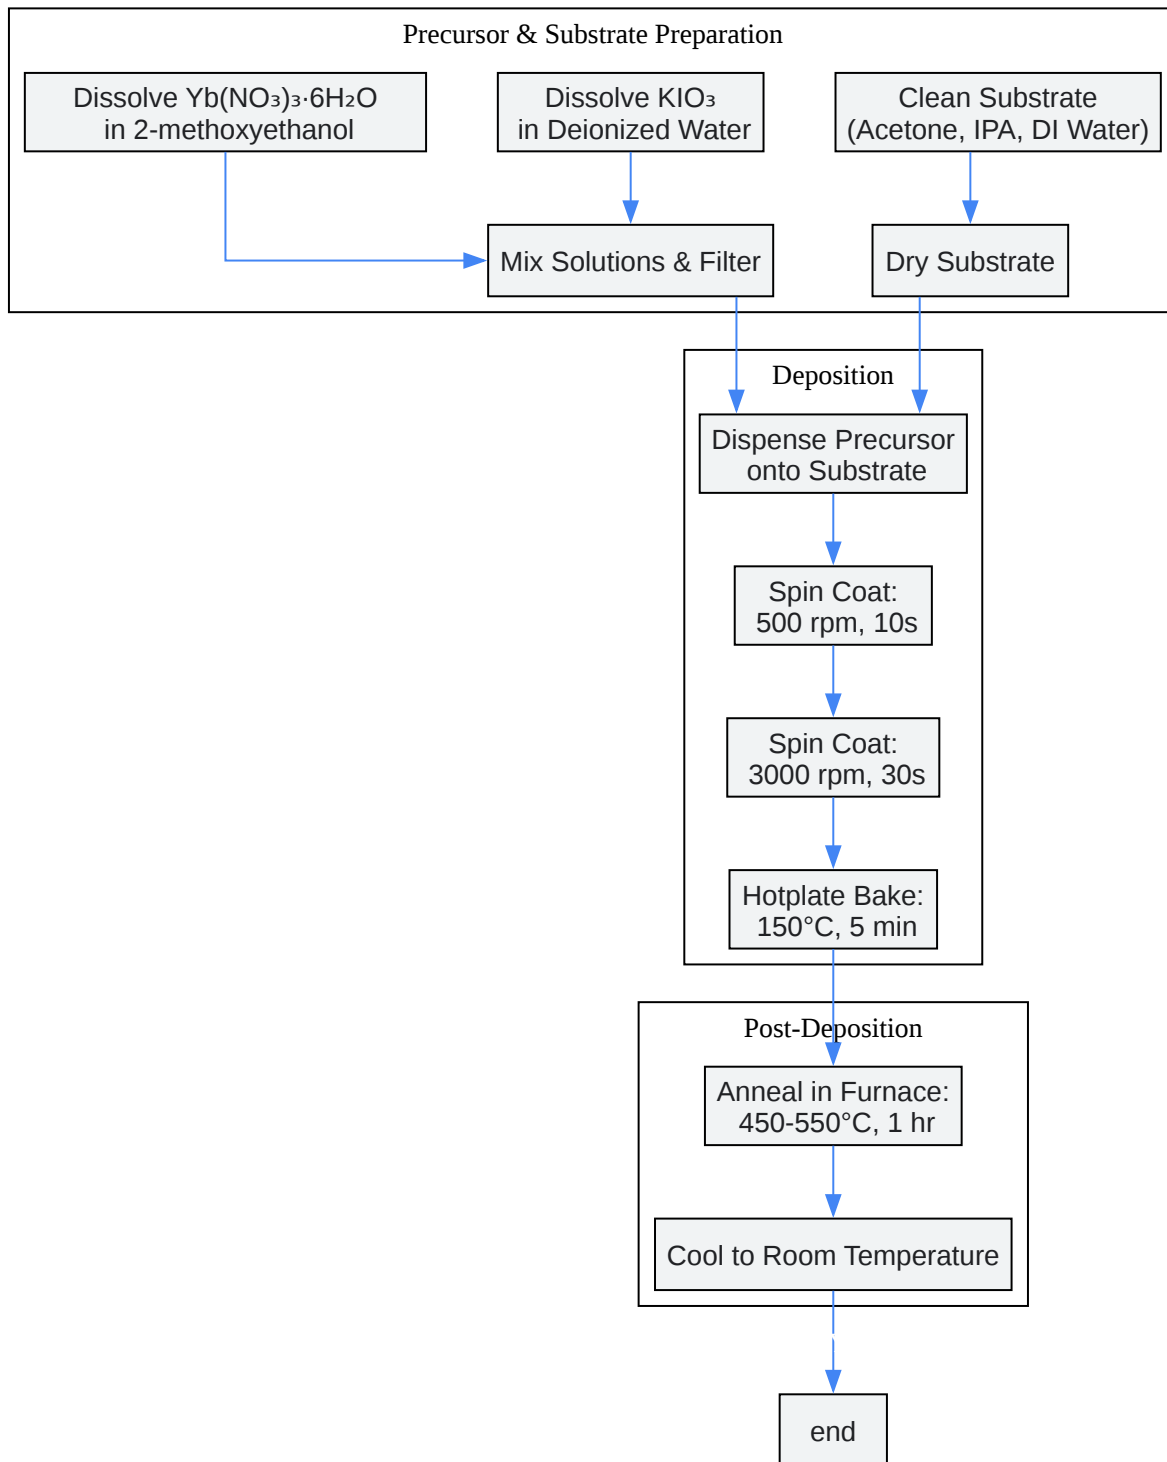 Precursor & Substrate Preparation
Dissolve Yb(NO₃)₃·6H₂O
in 2-methoxyethanol
Dissolve KIO₃
in Deionized Water
Clean Substrate
(Acetone, IPA, DI Water)
Mix Solutions & Filter
Dry Substrate
Deposition
Dispense Precursor
onto Substrate
Spin Coat:
500 rpm, 10s
Spin Coat:
3000 rpm, 30s
Hotplate Bake:
150°C, 5 min
Post-Deposition
Anneal in Furnace:
450-550°C, 1 hr
Cool to Room Temperature
end